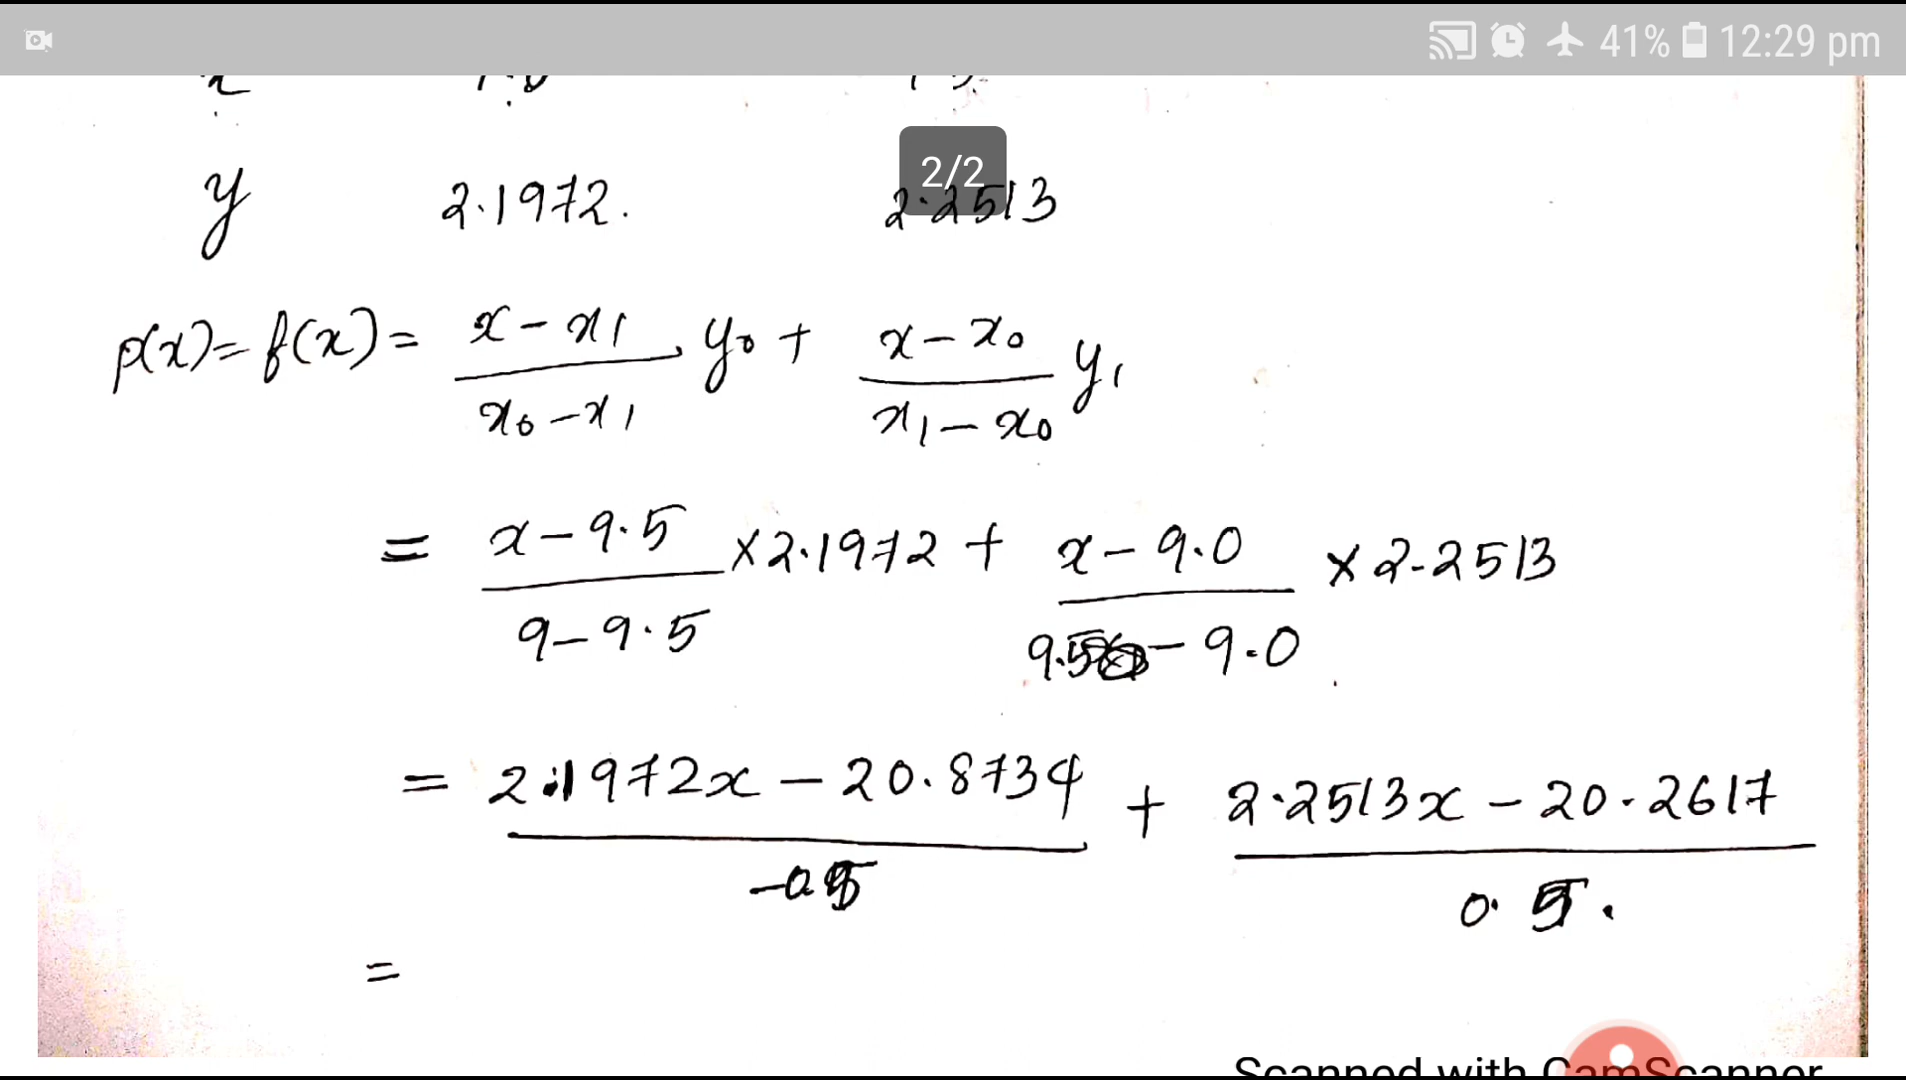 41% 12:29 pm
x
2/2
y 2.1972. 2.2513
p(x) = f(x) = x - x1 / x0 - x1 . y0 + x - x0 / x1 - x0 y1
= x - 9.5 / 9 - 9.5 × 2.1972 + x - 9.0 / 9.5 - 9.0 × 2.2513
= 2.1972x - 20.8734 / -0.5 + 2.2513x - 20.2617 / 0.5.
=
Scanned with CamScanner